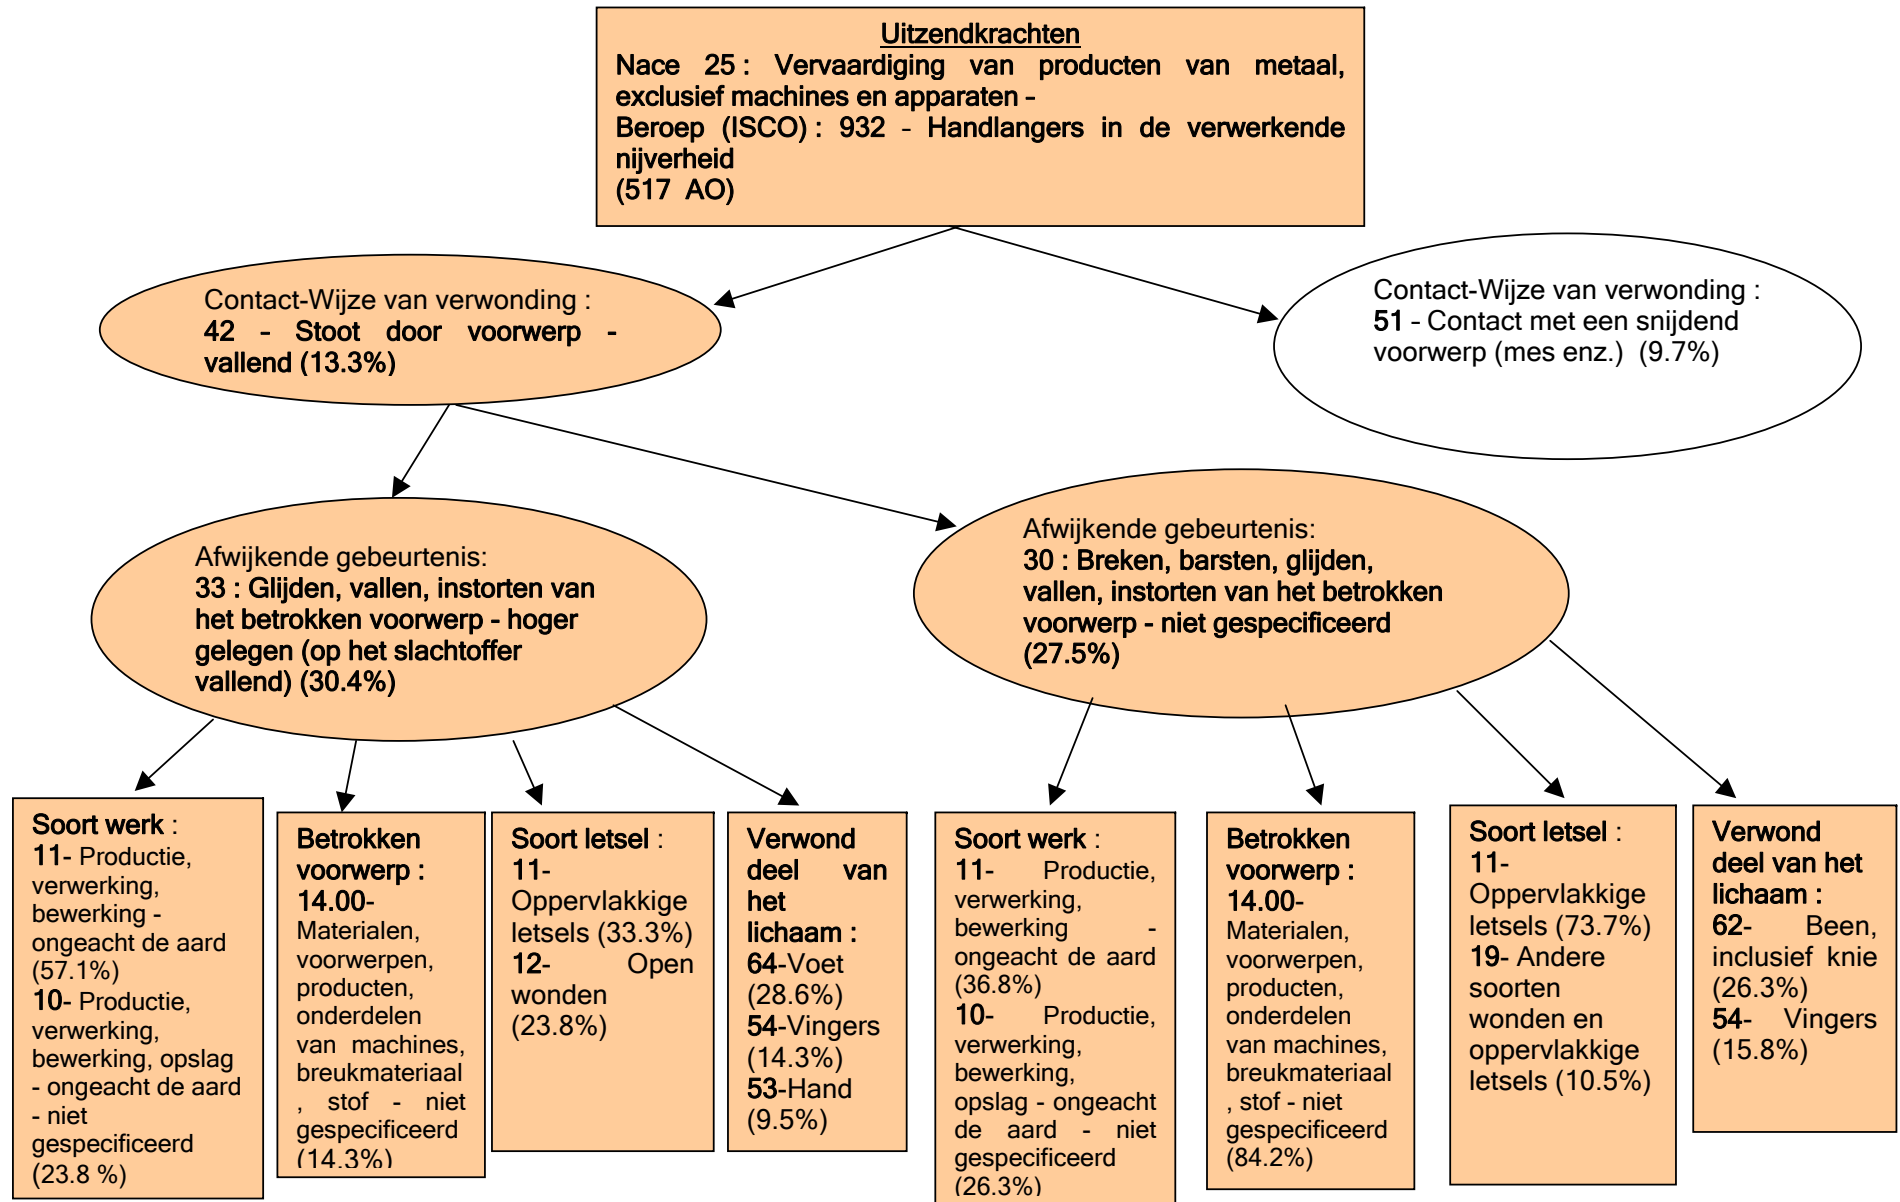 Uitzendkrachten
Nace 25 : Vervaardiging van producten van metaal,
exclusief machines en apparaten -
Beroep (ISCO) : 932 - Handlangers in de verwerkende
nijverheid
(517 AO)
Contact-Wijze van verwonding :
42 - Stoot door voorwerp -
vallend (13.3%)
Contact-Wijze van verwonding :
51 - Contact met een snijdend
voorwerp (mes enz.) (9.7%)
Afwijkende gebeurtenis:
33 : Glijden, vallen, instorten van
het betrokken voorwerp - hoger
gelegen (op het slachtoffer
vallend) (30.4%)
Afwijkende gebeurtenis:
30 : Breken, barsten, glijden,
vallen, instorten van het betrokken
voorwerp - niet gespecificeerd
(27.5%)
Soort werk :
11- Productie,
verwerking,
bewerking -
ongeacht de aard
(57.1%)
10- Productie,
verwerking,
bewerking, opslag
- ongeacht de aard
- niet
gespecificeerd
(23.8 %)
Betrokken
voorwerp :
14.00-
Materialen,
voorwerpen,
producten,
onderdelen
van machines,
breukmateriaal
, stof - niet
gespecificeerd
(14.3%)
Soort letsel :
11-
Oppervlakkige
letsels (33.3%)
12- Open
wonden
(23.8%)
Verwond
deel van
het
lichaam :
64-Voet
(28.6%)
54-Vingers
(14.3%)
53-Hand
(9.5%)
Soort werk :
11- Productie,
verwerking,
bewerking -
ongeacht de aard
(36.8%)
10- Productie,
verwerking,
bewerking,
opslag - ongeacht
de aard - niet
gespecificeerd
(26.3%)
Betrokken
voorwerp :
14.00-
Materialen,
voorwerpen,
producten,
onderdelen
van machines,
breukmateriaal
, stof - niet
gespecificeerd
(84.2%)
Soort letsel :
11-
Oppervlakkige
letsels (73.7%)
19- Andere
soorten
wonden en
oppervlakkige
letsels (10.5%)
Verwond
deel van het
lichaam :
62- Been,
inclusief knie
(26.3%)
54- Vingers
(15.8%)